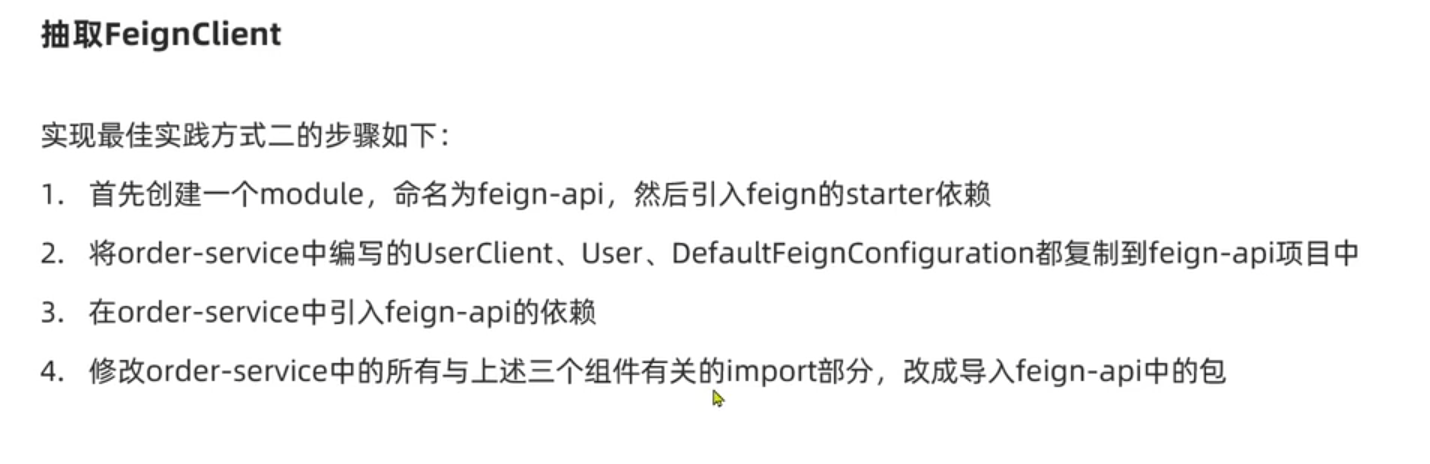 抽取FeignClient
实现最佳实践方式二的步骤如下：
1. 首先创建一个module，命名为feign-api，然后引入feign的starter依赖
2. 将order-service中编写的UserClient、User、DefaultFeignConfiguration都复制到feign-api项目中
3. 在order-service中引入feign-api的依赖
4. 修改order-service中的所有与上述三个组件有关的import部分，改成导入feign-api中的包